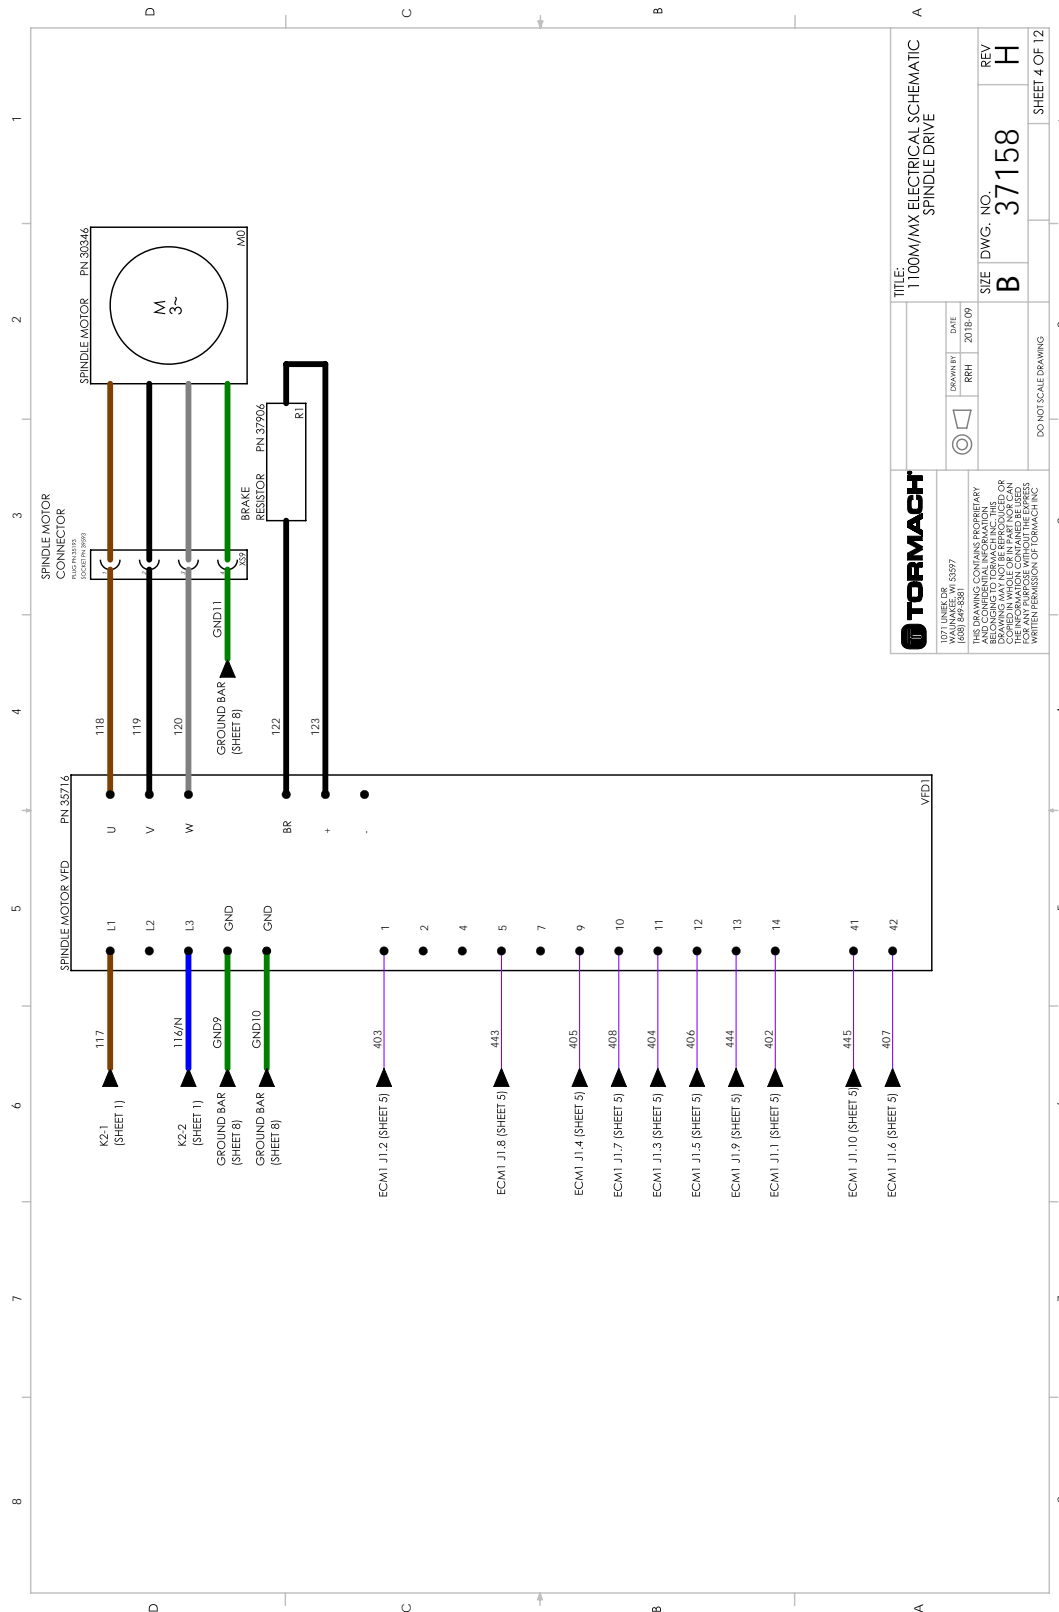 8
7
6
5
4
3
2
1
D
C
B
A
D
C
B
A
SPINDLE MOTOR VFD
PN 35716
VFD1
K2-1
(SHEET 1)
117
L1
L2
K2-2
(SHEET 1)
116/N
L3
GROUND BAR
(SHEET 8)
GND9
GND
GROUND BAR
(SHEET 8)
GND10
GND
ECM1 J1.2 (SHEET 5)
403
1
2
4
ECM1 J1.8 (SHEET 5)
443
5
7
ECM1 J1.4 (SHEET 5)
405
9
ECM1 J1.7 (SHEET 5)
408
10
ECM1 J1.3 (SHEET 5)
404
11
ECM1 J1.5 (SHEET 5)
406
12
ECM1 J1.9 (SHEET 5)
444
13
ECM1 J1.1 (SHEET 5)
402
14
ECM1 J1.10 (SHEET 5)
445
41
ECM1 J1.6 (SHEET 5)
407
42
U
118
V
119
W
120
BR
122
+
123
-
GROUND BAR
(SHEET 8)
GND11
SPINDLE MOTOR
CONNECTOR
PLUG PN 35193
1
2
3
4
XS9
BRAKE
RESISTOR
PN 37906
R1
SPINDLE MOTOR
PN 30346
M
3~
M0
TORMACH
1071 UNIEK DR
WAUNAKEE, WI 53597
(608) 849-8381
THIS DRAWING CONTAINS PROPRIETARY
AND CONFIDENTIAL INFORMATION
BELONGING TO TORMACH INC. THIS
DRAWING MAY NOT BE REPRODUCED OR
COPIED IN WHOLE OR IN PART NOR CAN
THE INFORMATION CONTAINED BE USED
FOR ANY PURPOSE WITHOUT THE EXPRESS
WRITTEN PERMISSION OF TORMACH INC
DRAWN BY
DATE
RRH
2018-09
DO NOT SCALE DRAWING
TITLE:
1100M/MX ELECTRICAL SCHEMATIC
SPINDLE DRIVE
SIZE
B
DWG. NO.
37158
REV
H
SHEET 4 OF 12